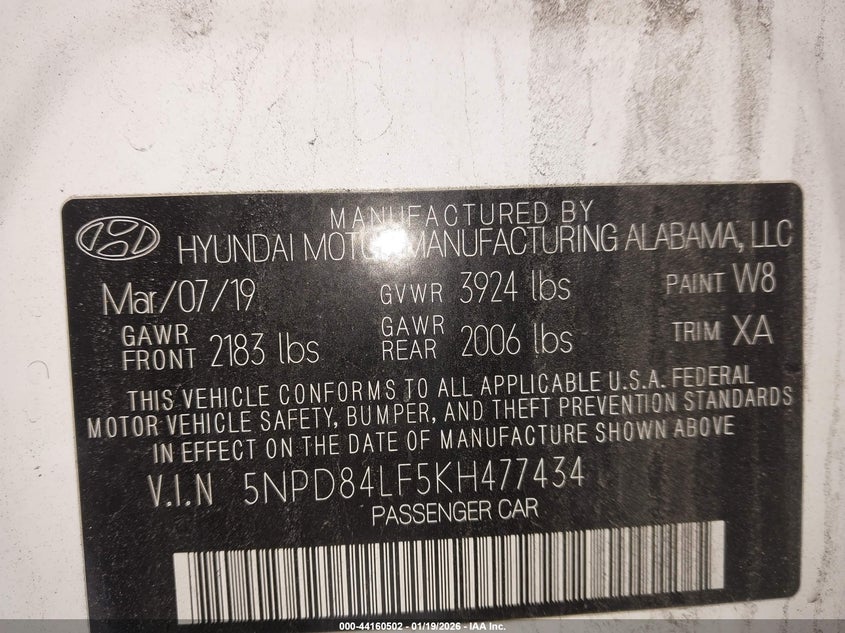 MANUFACTURED BY
HYUNDAI MOTOR MANUFACTURING ALABAMA, LLC
Mar/07/19 GVWR 3924 lbs PAINT W8
GAWR FRONT 2183 lbs GAWR REAR 2006 lbs TRIM XA
THIS VEHICLE CONFORMS TO ALL APPLICABLE U.S.A. FEDERAL
MOTOR VEHICLE SAFETY, BUMPER, AND THEFT PREVENTION STANDARDS
IN EFFECT ON THE DATE OF MANUFACTURE SHOWN ABOVE
V.I.N 5NPD84LF5KH477434
PASSENGER CAR
000-44160502 - 01/19/2026 - IAA Inc.